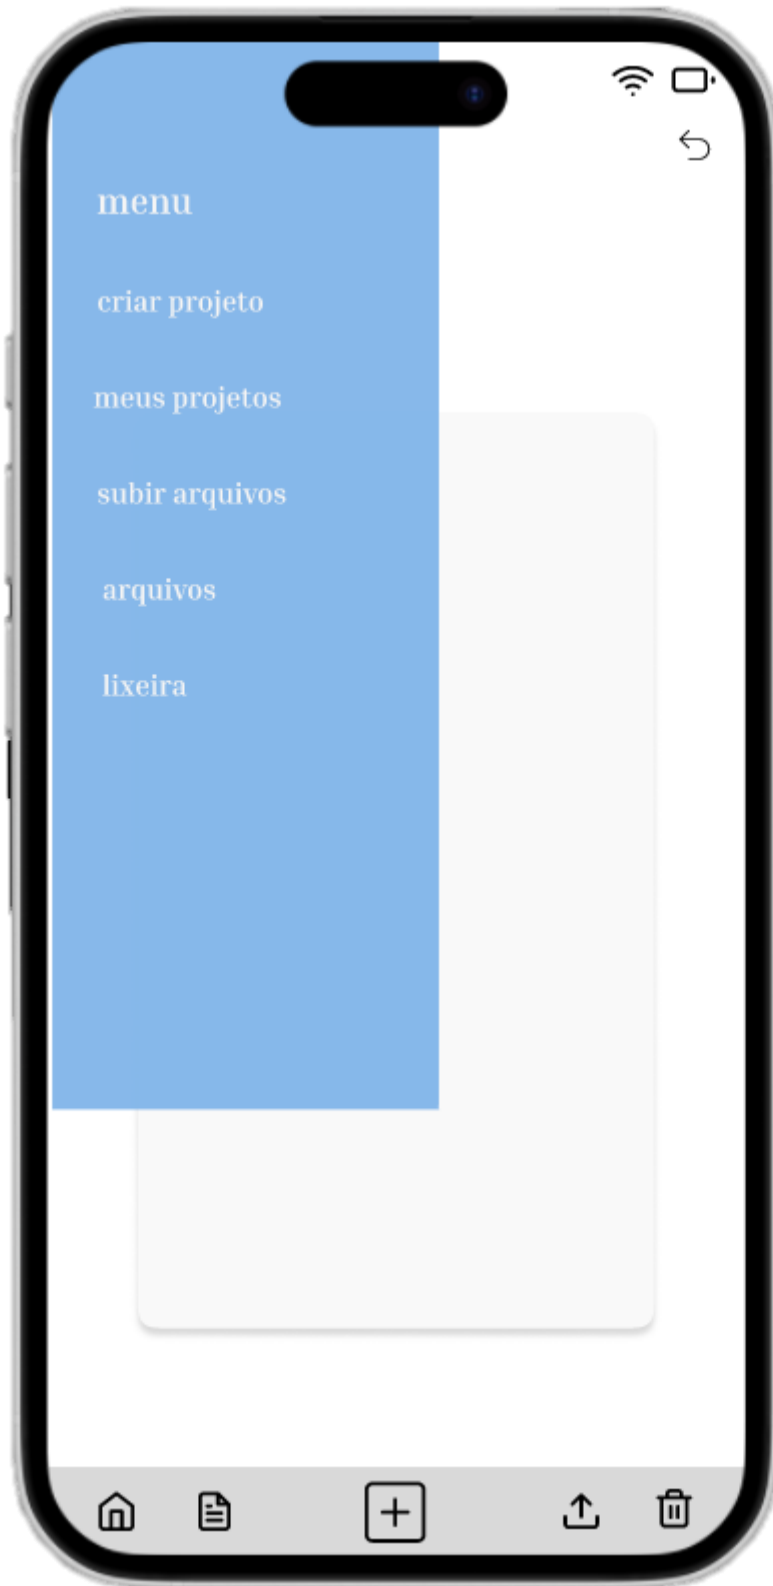 menu
criar projeto
meus projetos
subir arquivos
arquivos
lixeira